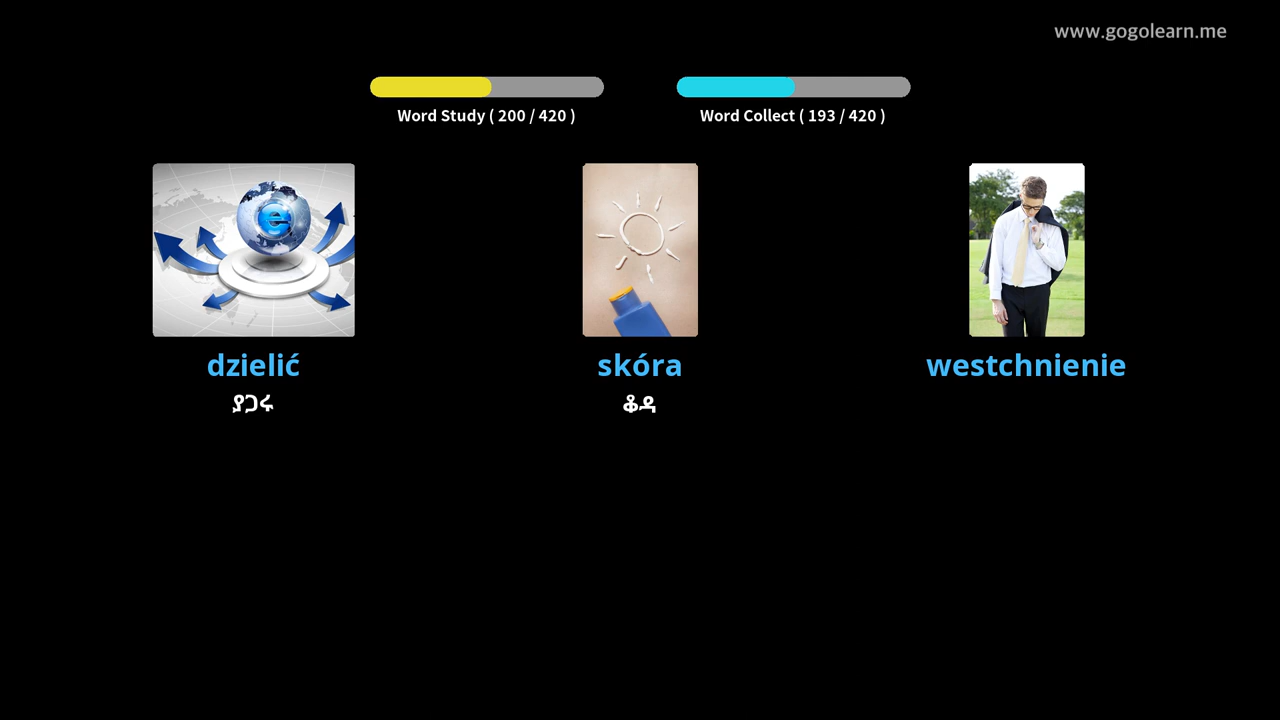 www.gogolearn.me
Word Study ( 200 / 420 )
Word Collect ( 193 / 420 )
e
dzielić
skóra
westchnienie
ያጋሩ
ቆዳ